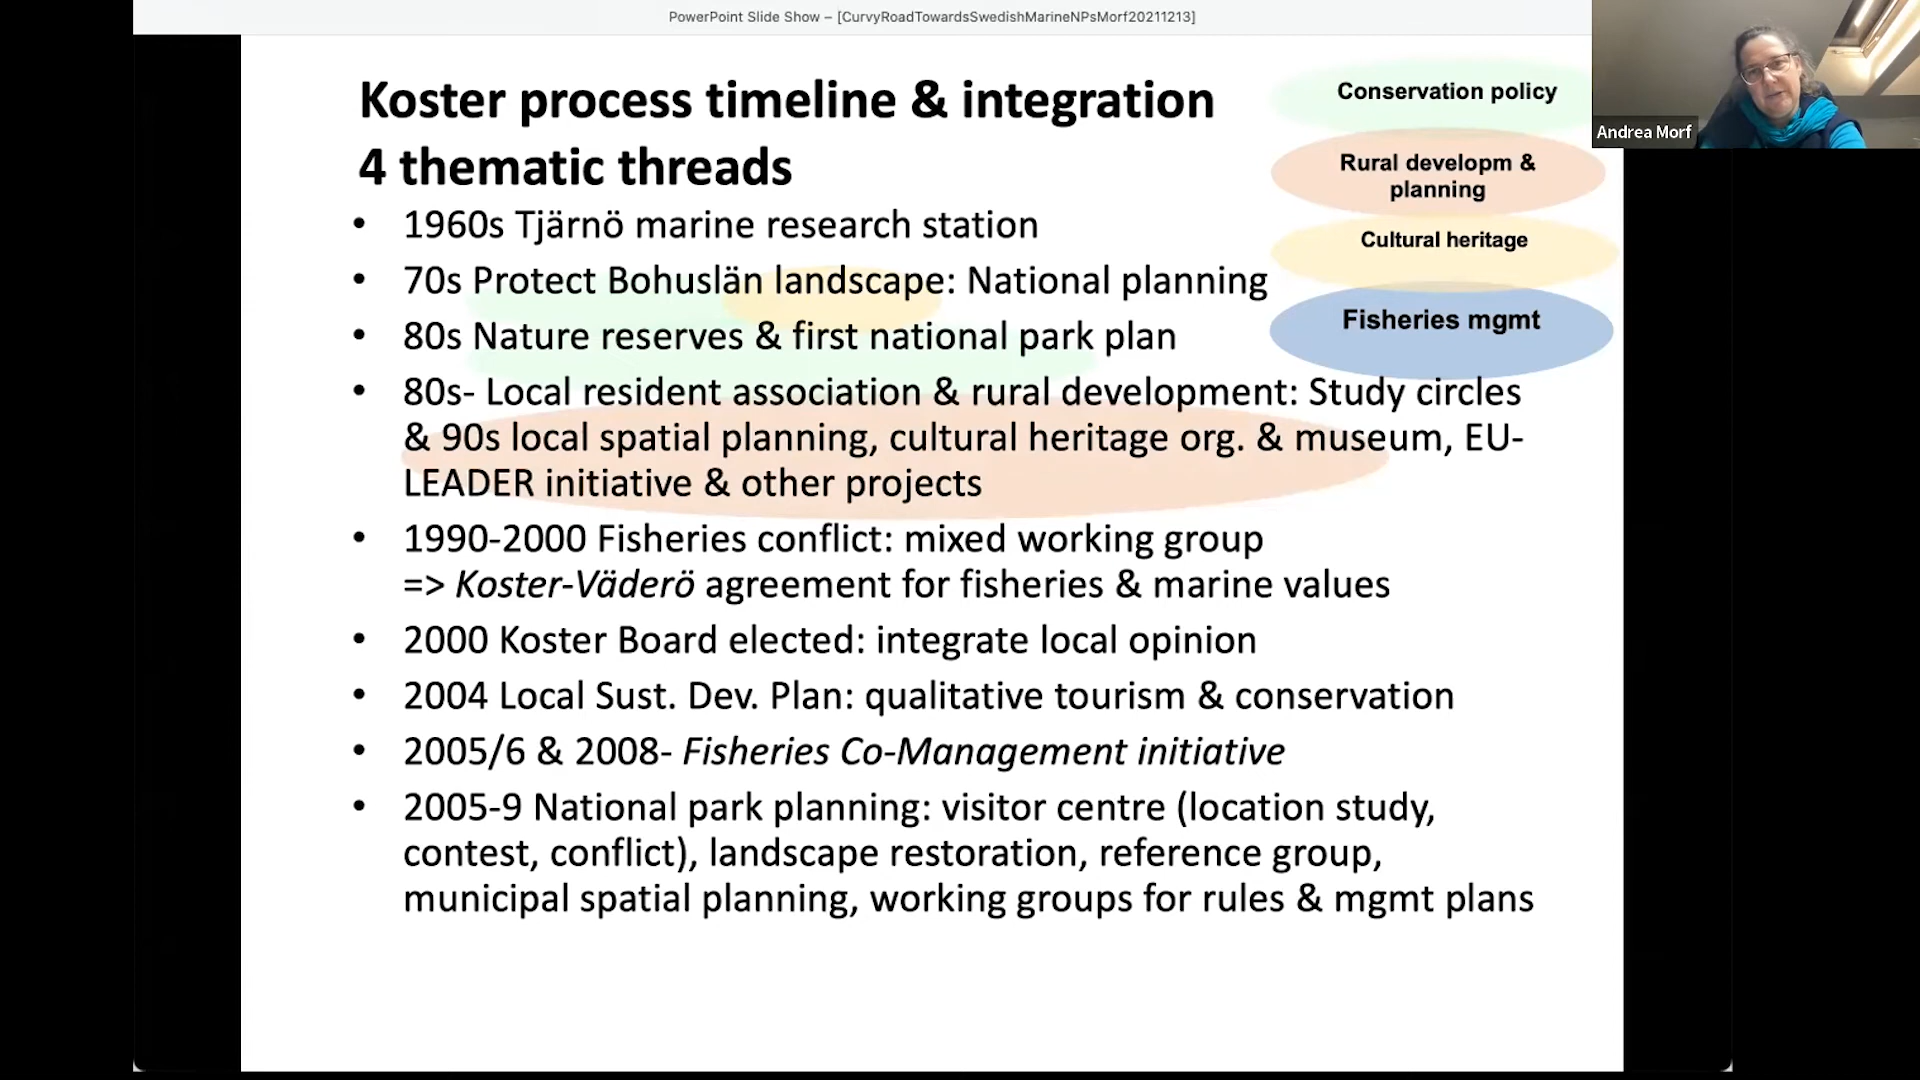 PowerPoint Slide Show – [CurvyRoadTowardsSwedishMarineNPsMorf20211213]
Koster process timeline & integration
4 thematic threads
• 1960s Tjärnö marine research station
• 70s Protect Bohuslän landscape: National planning
• 80s Nature reserves & first national park plan
• 80s- Local resident association & rural development: Study circles
& 90s local spatial planning, cultural heritage org. & museum, EU-
LEADER initiative & other projects
• 1990-2000 Fisheries conflict: mixed working group
=> Koster-Väderö agreement for fisheries & marine values
• 2000 Koster Board elected: integrate local opinion
• 2004 Local Sust. Dev. Plan: qualitative tourism & conservation
• 2005/6 & 2008- Fisheries Co-Management initiative
• 2005-9 National park planning: visitor centre (location study,
contest, conflict), landscape restoration, reference group,
municipal spatial planning, working groups for rules & mgmt plans
Conservation policy
Rural developm &
planning
Cultural heritage
Fisheries mgmt
Andrea Morf